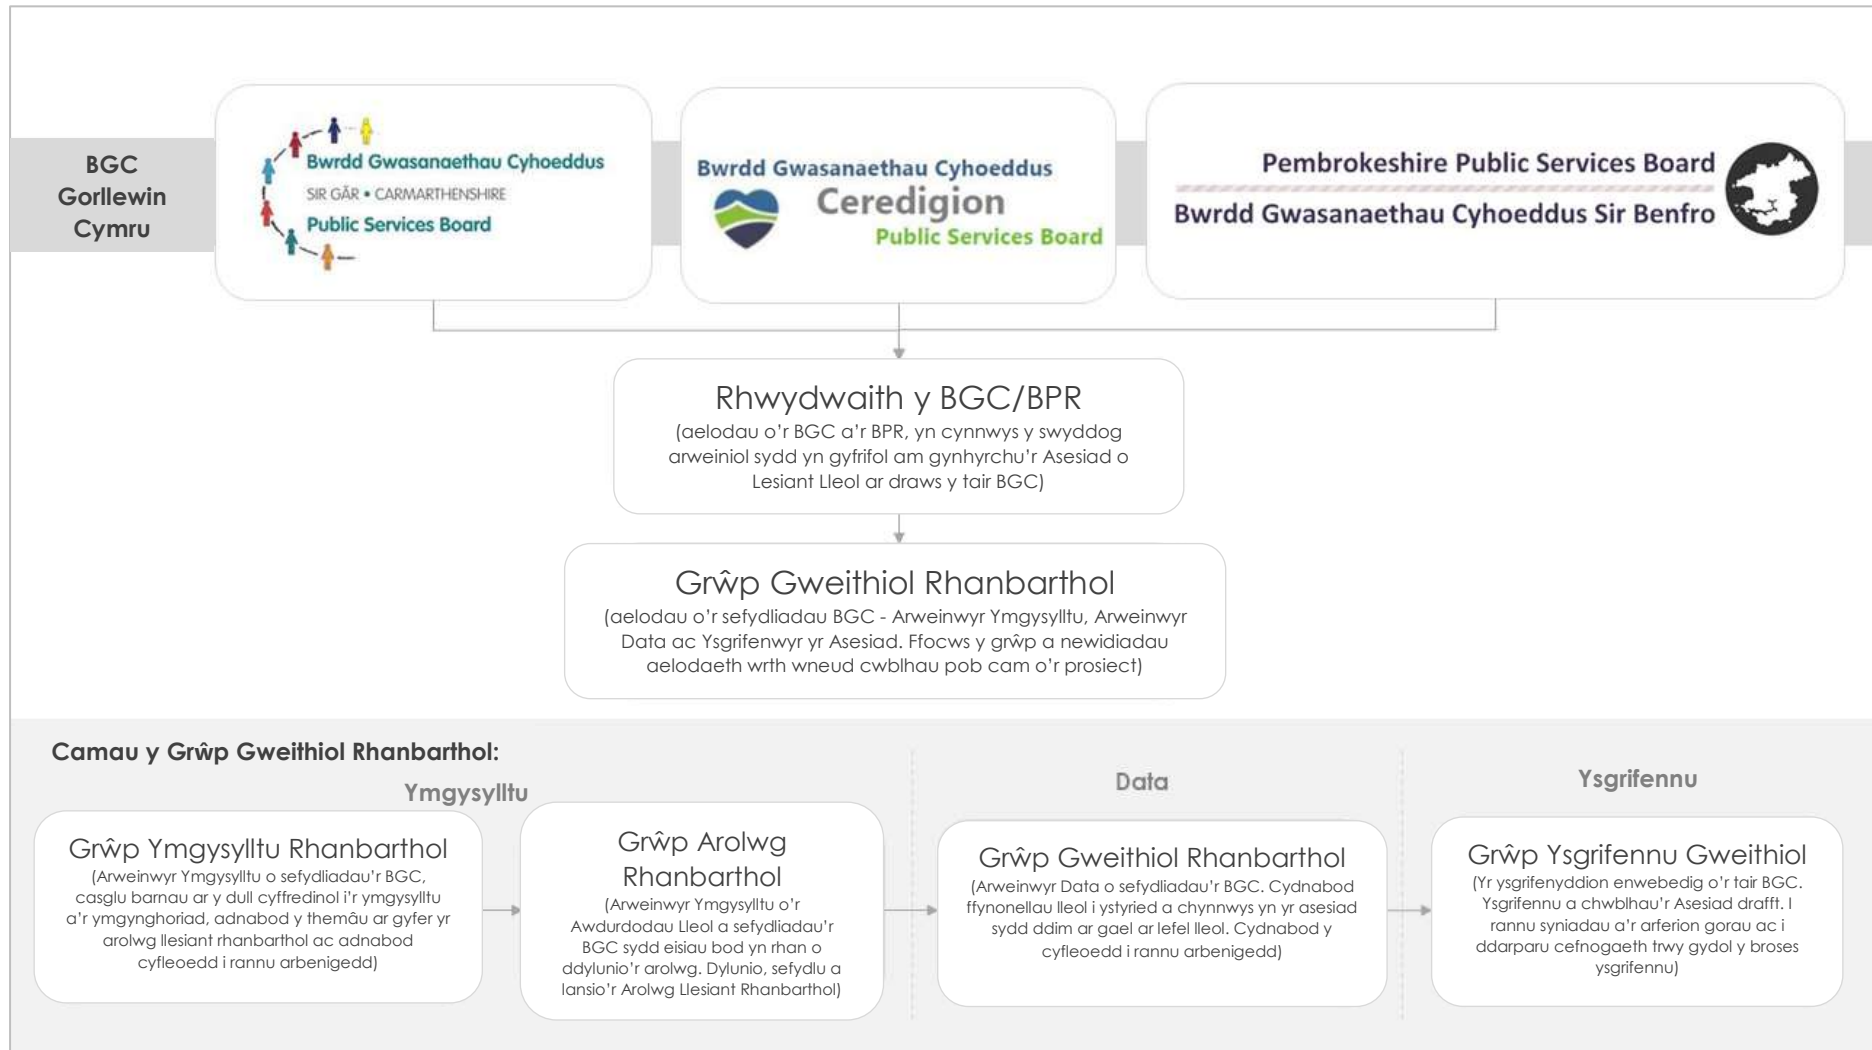 BGC
Gorllewin
Cymru
Bwrdd Gwasanaethau Cyhoeddus
SIR GÂR • CARMARTHENSHIRE
Public Services Board
Bwrdd Gwasanaethau Cyhoeddus
Ceredigion
Public Services Board
Pembrokeshire Public Services Board
Bwrdd Gwasanaethau Cyhoeddus Sir Benfro
Rhwydwaith y BGC/BPR
(aelodau o'r BGC a'r BPR, yn cynnwys y swyddog
arweiniol sydd yn gyfrifol am gynhyrchu'r Asesiad o
Lesiant Lleol ar draws y tair BGC)
Grŵp Gweithiol Rhanbarthol
(aelodau o'r sefydliadau BGC - Arweinwyr Ymgysylltu, Arweinwyr
Data ac Ysgrifenwyr yr Asesiad. Ffocws y grŵp a newidiadau
aelodaeth wrth wneud cwblhau pob cam o'r prosiect)
Camau y Grŵp Gweithiol Rhanbarthol:
Ymgysylltu
Grŵp Ymgysylltu Rhanbarthol
(Arweinwyr Ymgysylltu o sefydliadau'r BGC,
casglu barnau ar y dull cyffredinol i'r ymgysylltu
a'r ymgynghoriad, adnabod y themâu ar gyfer yr
arolwg llesiant rhanbarthol ac adnabod
cyfleoedd i rannu arbenigedd)
Grŵp Arolwg
Rhanbarthol
(Arweinwyr Ymgysylltu o'r
Awdurdodau Lleol a sefydliadau'r
BGC sydd eisiau bod yn rhan o
ddylunio'r arolwg. Dylunio, sefydlu a
lansio'r Arolwg Llesiant Rhanbarthol)
Data
Grŵp Gweithiol Rhanbarthol
(Arweinwyr Data o sefydliadau'r BGC. Cydnabod
ffynonellau lleol i ystyried a chynnwys yn yr asesiad
sydd ddim ar gael ar lefel lleol. Cydnabod y
cyfleoedd i rannu arbenigedd)
Ysgrifennu
Grŵp Ysgrifennu Gweithiol
(Yr ysgrifenyddion enwebedig o'r tair BGC.
Ysgrifennu a chwblhau'r Asesiad drafft. I
rannu syniadau a'r arferion gorau ac i
ddarparu cefnogaeth trwy gydol y broses
ysgrifennu)